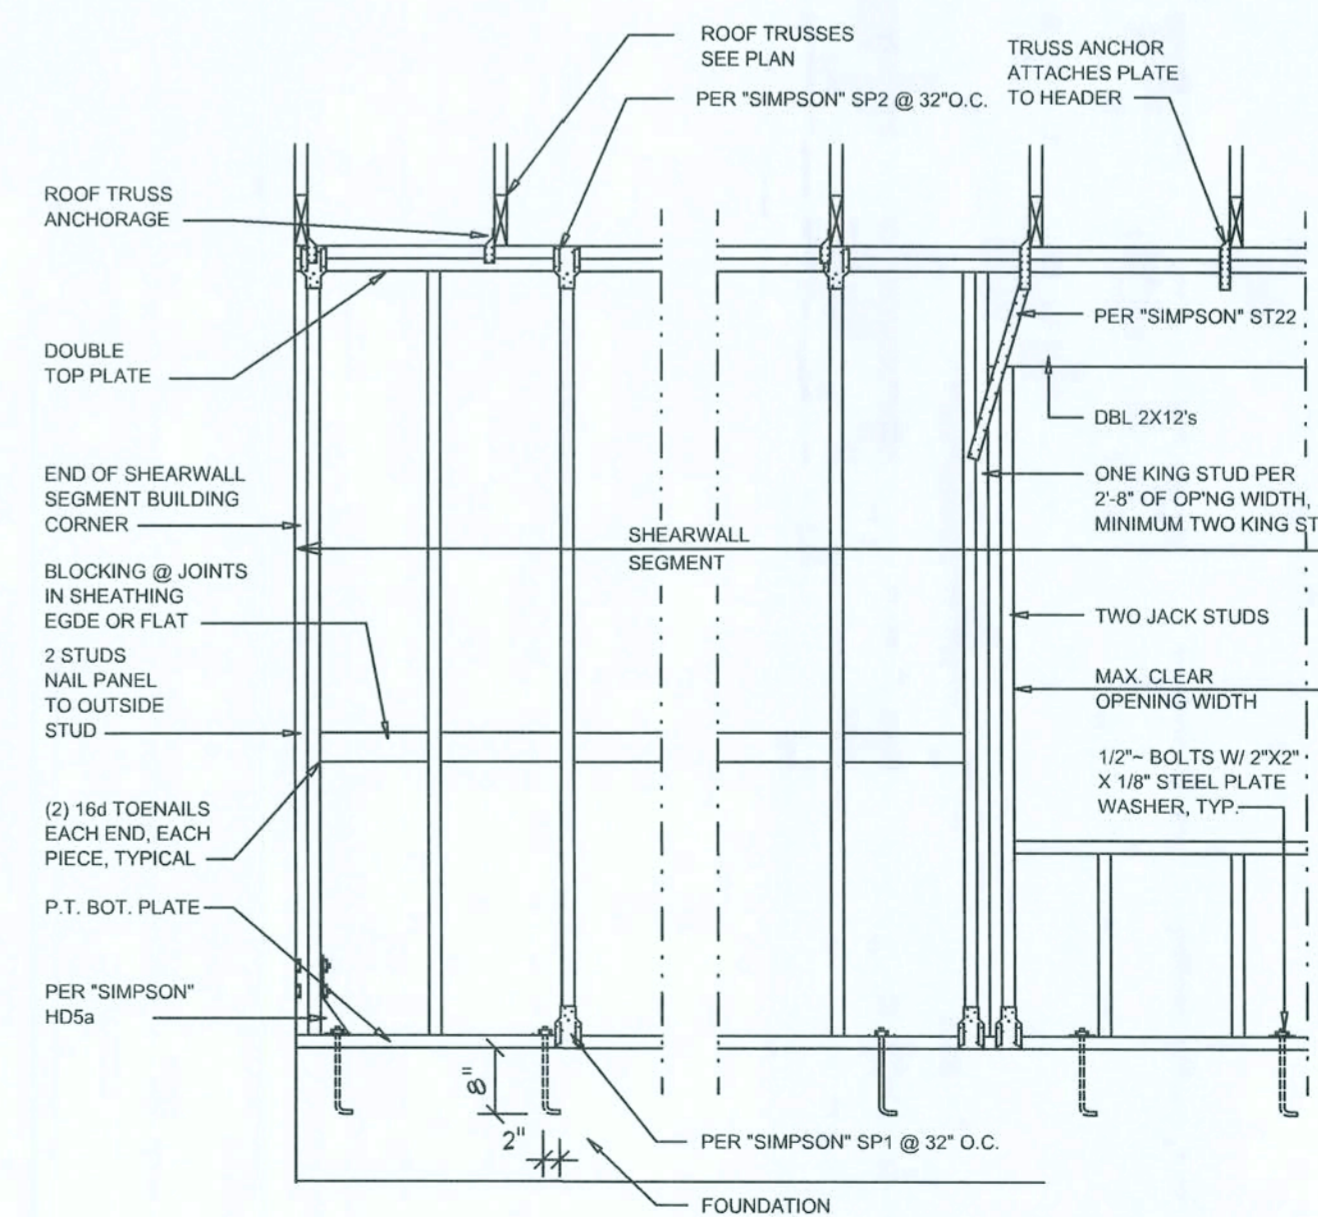 ROOF TRUSSES
SEE PLAN
TRUSS ANCHOR
ATTACHES PLATE
TO HEADER
PER "SIMPSON" SP2 @ 32"O.C.
ROOF TRUSS
ANCHORAGE
PER "SIMPSON" ST22
DOUBLE
TOP PLATE
DBL 2X12's
END OF SHEARWALL
SEGMENT BUILDING
CORNER
ONE KING STUD PER
2'-8" OF OP'NG WIDTH,
MINIMUM TWO KING ST
SHEARWALL
SEGMENT
BLOCKING @ JOINTS
IN SHEATHING
EGDE OR FLAT
TWO JACK STUDS
2 STUDS
NAIL PANEL
TO OUTSIDE
STUD
MAX. CLEAR
OPENING WIDTH
1/2"~ BOLTS W/ 2"X2"
X 1/8" STEEL PLATE
WASHER, TYP.
(2) 16d TOENAILS
EACH END, EACH
PIECE, TYPICAL
P.T. BOT. PLATE
PER "SIMPSON"
HD5a
8"
2"
PER "SIMPSON" SP1 @ 32" O.C.
FOUNDATION